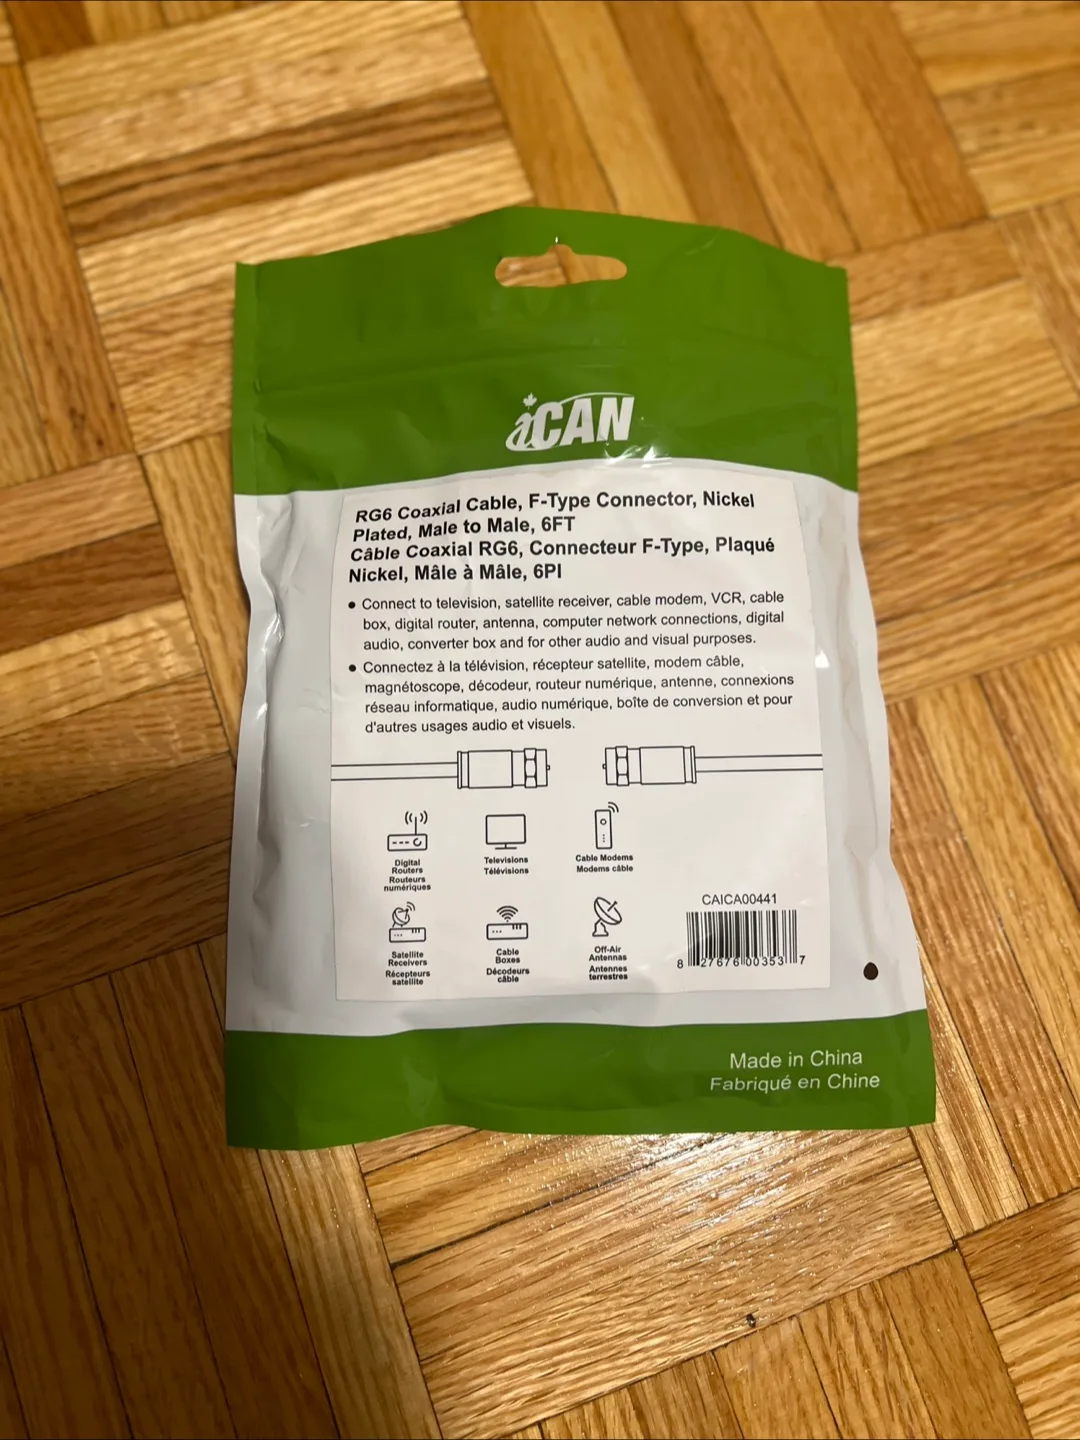 iCAN
RG6 Coaxial Cable, F-Type Connector, Nickel
Plated, Male to Male, 6FT
Câble Coaxial RG6, Connecteur F-Type, Plaqué
Nickel, Mâle à Mâle, 6PI
• Connect to television, satellite receiver, cable modem, VCR, cable
box, digital router, antenna, computer network connections, digital
audio, converter box and for other audio and visual purposes.
• Connectez à la télévision, récepteur satellite, modem câble,
magnétoscope, décodeur, routeur numérique, antenne, connexions
réseau informatique, audio numérique, boîte de conversion et pour
d'autres usages audio et visuels.
Digital
Routers
Routeurs
numériques
Televisions
Télévisions
Cable Modems
Modems câble
Satellite
Receivers
Récepteurs
satellite
Cable
Boxes
Décodeurs
câble
Off-Air
Antennas
Antennes
terrestres
CAICA00441
8 27676 00353 7
Made in China
Fabriqué en Chine